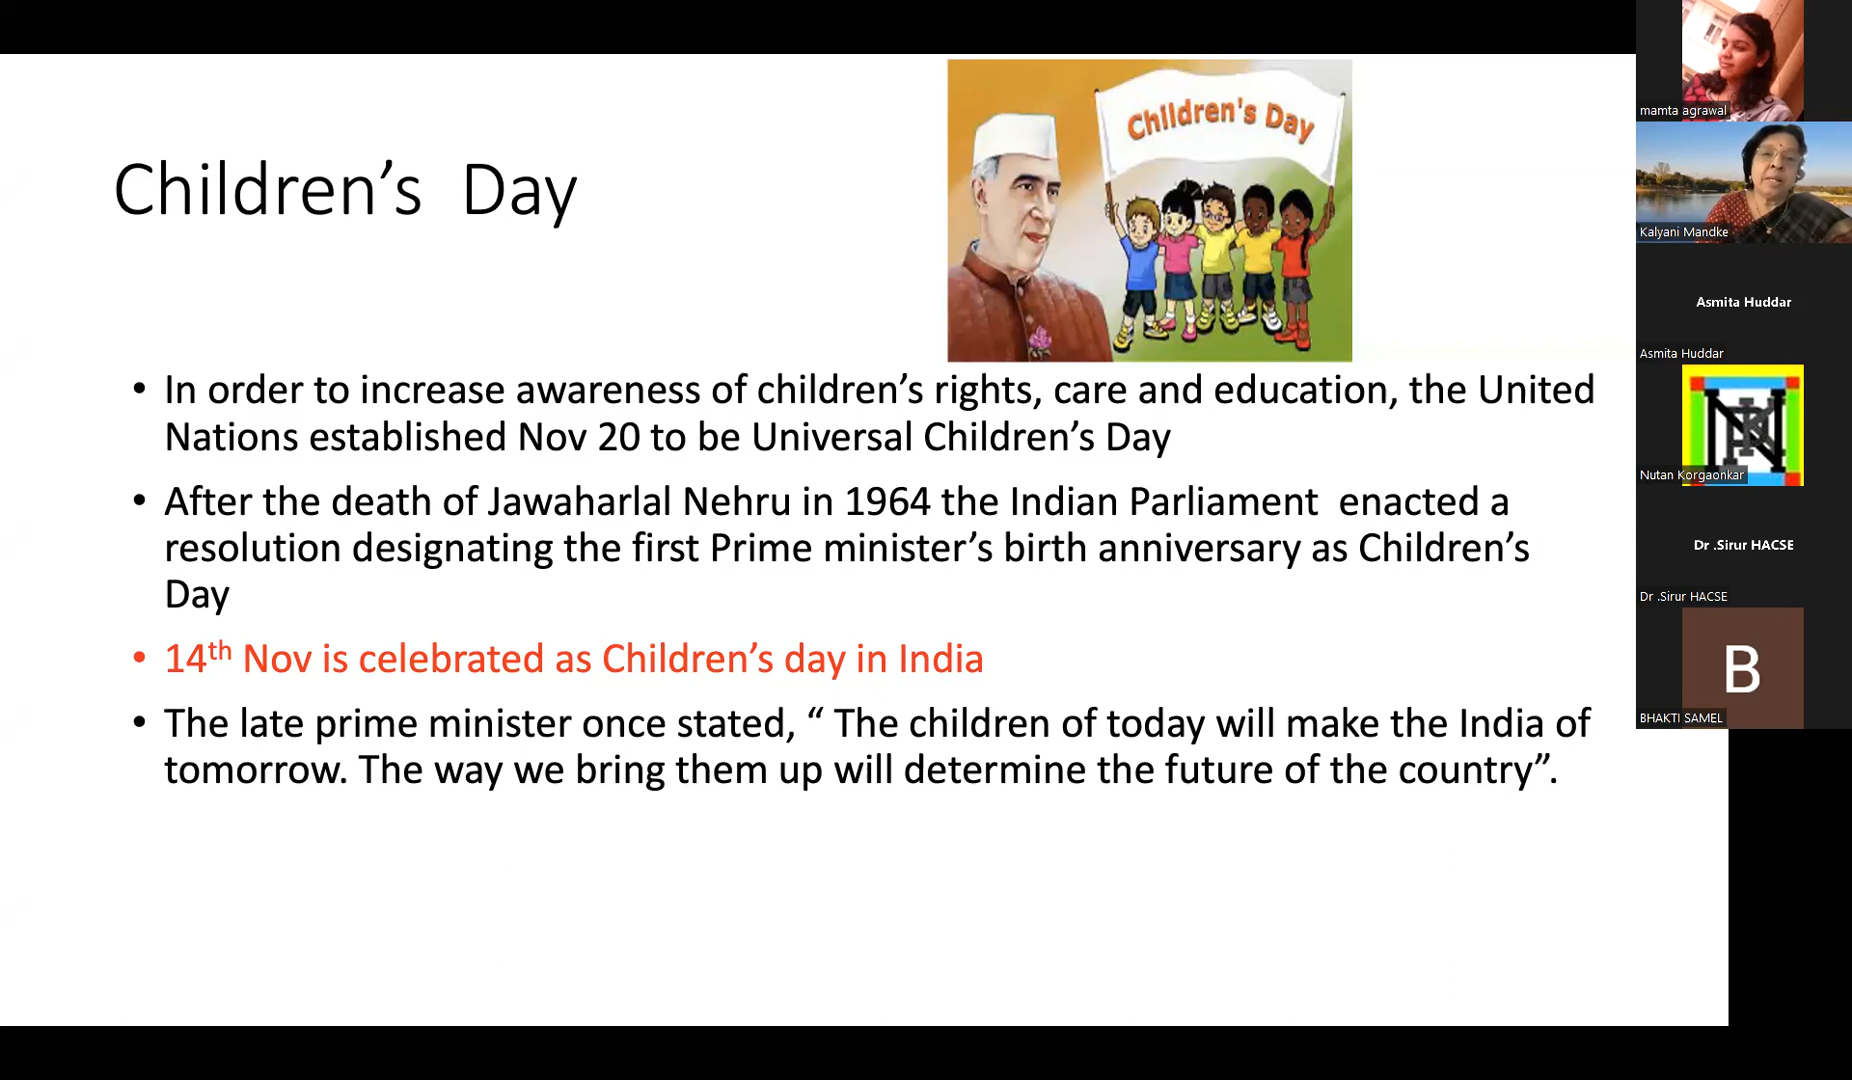 Children's Day
Children’s  Day
• In order to increase awareness of children’s rights, care and education, the United
Nations established Nov 20 to be Universal Children’s Day
• After the death of Jawaharlal Nehru in 1964 the Indian Parliament  enacted a
resolution designating the first Prime minister’s birth anniversary as Children’s
Day
• 14th Nov is celebrated as Children’s day in India
• The late prime minister once stated, “ The children of today will make the India of
tomorrow. The way we bring them up will determine the future of the country”.
mamta agrawal
Kalyani Mandke
Asmita Huddar
Asmita Huddar
Nutan Korgaonkar
Dr .Sirur HACSE
Dr .Sirur HACSE
B
BHAKTI SAMEL